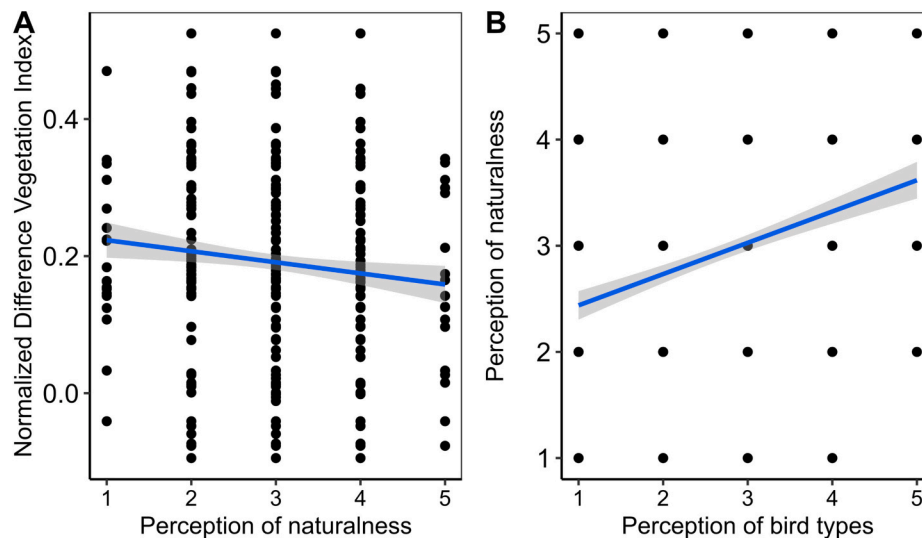 A
Normalized Difference Vegetation Index
0.4
0.2
0.0
1 2 3 4 5
Perception of naturalness
B
Perception of naturalness
5
4
3
2
1
1 2 3 4 5
Perception of bird types